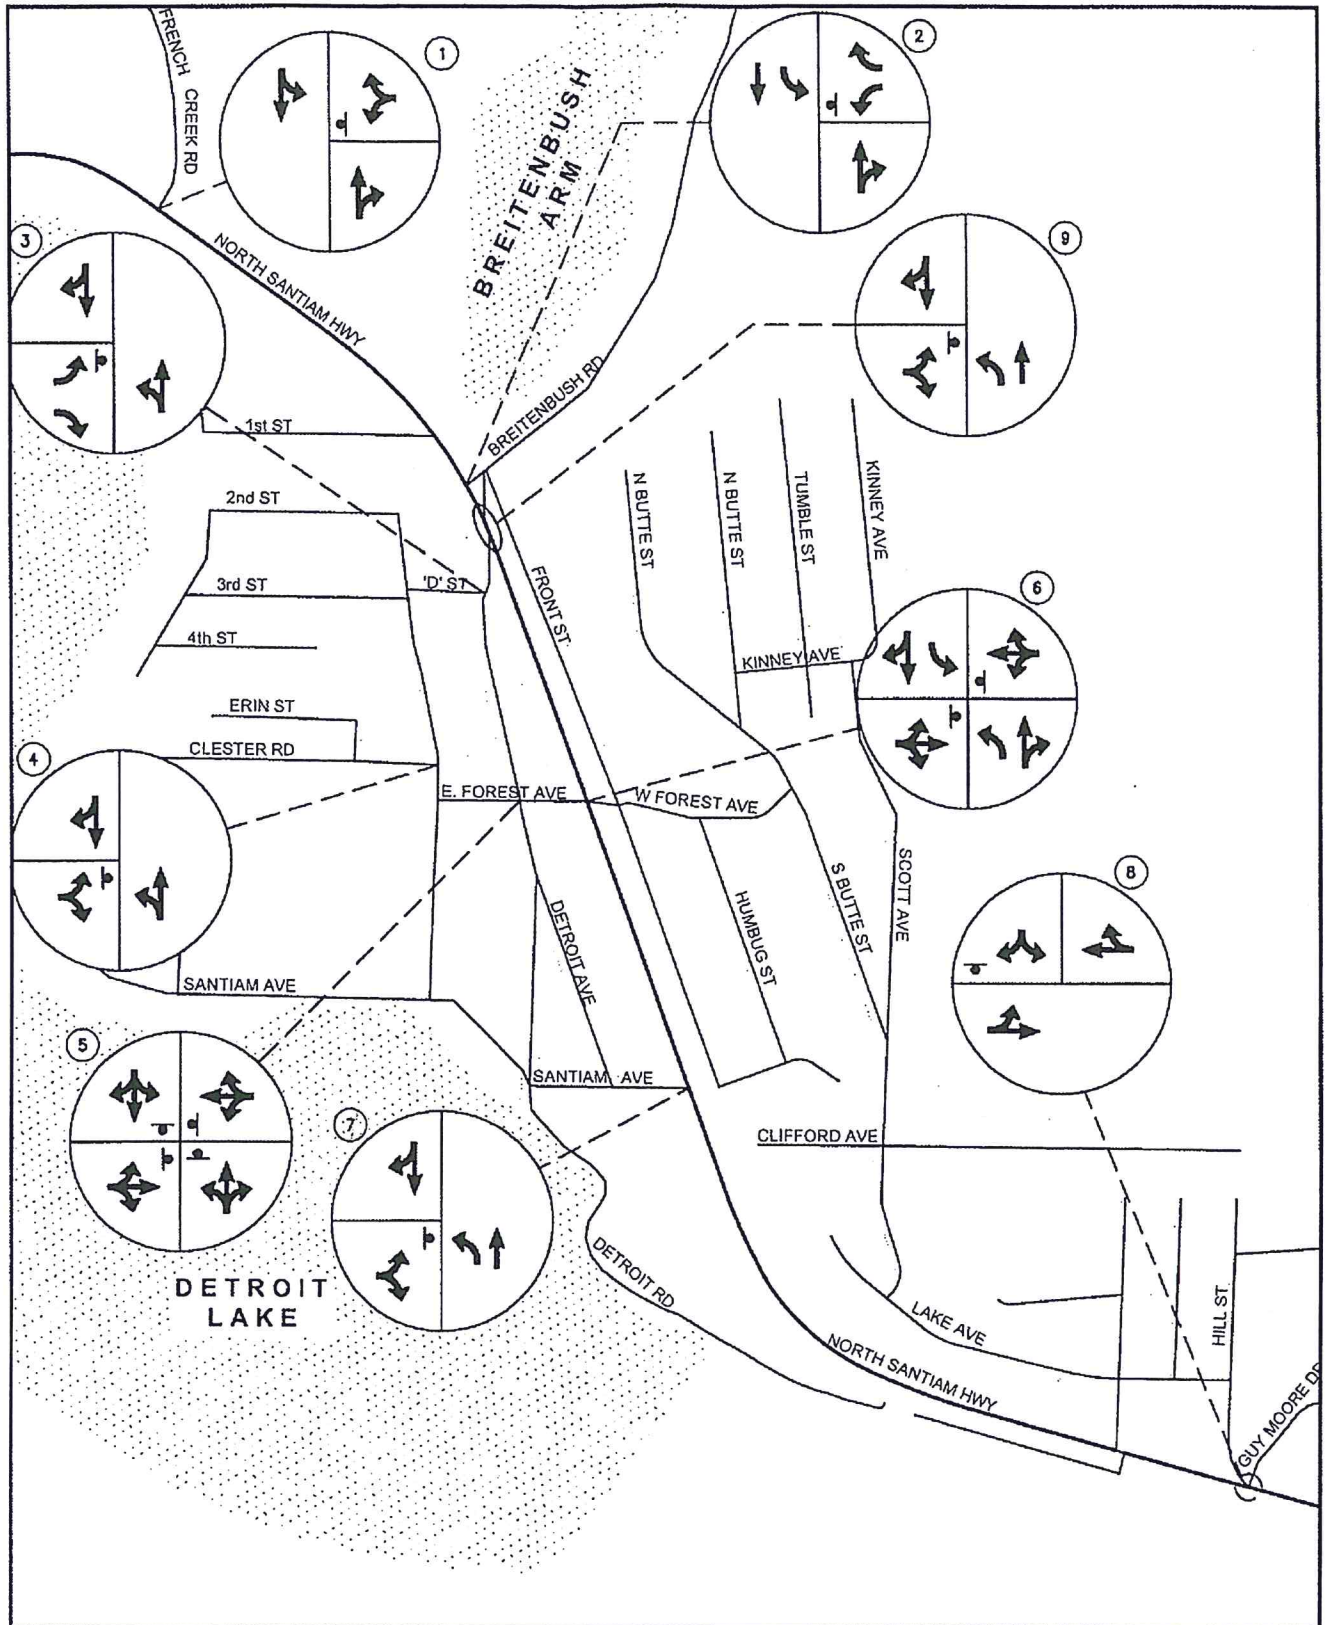 FRENCH CREEK RD
1
BREITENBUSH
ARM
2
3
NORTH SANTIAM HWY
9
1st ST
BREITENBUSH RD
2nd ST
N BUTTE ST
N BUTTE ST
TUMBLE ST
KINNEY AVE
3rd ST
'D' ST
FRONT ST
6
4th ST
KINNEY AVE
ERIN ST
CLESTER RD
4
E. FOREST AVE
W FOREST AVE
SCOTT AVE
S BUTTE ST
HUMBUG ST
DETROIT AVE
8
SANTIAM AVE
5
SANTIAM AVE
7
CLIFFORD AVE
DETROIT
LAKE
DETROIT RD
LAKE AVE
HILL ST
NORTH SANTIAM HWY
GUY MOORE DR